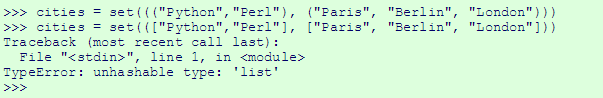 >>> cities = set((("Python","Perl"), ("Paris", "Berlin", "London")))
>>> cities = set((["Python","Perl"], ["Paris", "Berlin", "London"]))
Traceback (most recent call last):
  File "<stdin>", line 1, in <module>
TypeError: unhashable type: 'list'
>>>